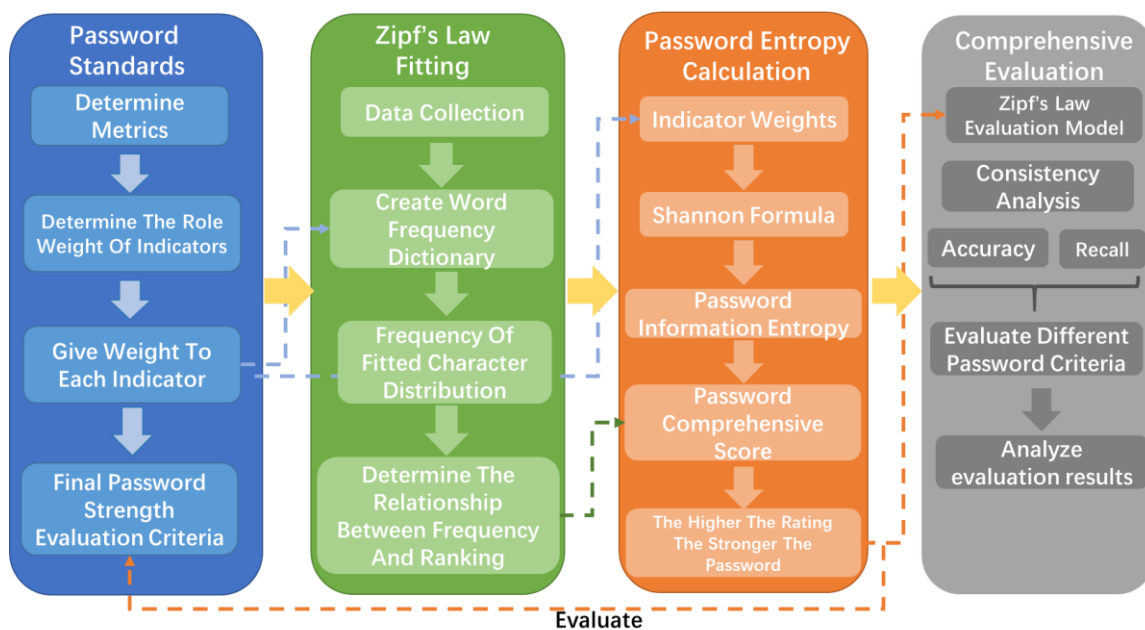 Password
Standards
Determine
Metrics
Determine The Role
Weight Of Indicators
Give Weight To
Each Indicator
Final Password
Strength
Evaluation Criteria
Zipf's Law
Fitting
Data Collection
Create Word
Frequency
Dictionary
Frequency Of
Fitted Character
Distribution
Determine The
Relationship
Between Frequency
And Ranking
Password Entropy
Calculation
Indicator Weights
Shannon Formula
Password
Information Entropy
Password
Comprehensive
Score
The Higher The Rating
The Stronger The
Password
Comprehensive
Evaluation
Zipf's Law
Evaluation Model
Consistency
Analysis
Accuracy
Recall
Evaluate Different
Password Criteria
Analyze
evaluation results
Evaluate